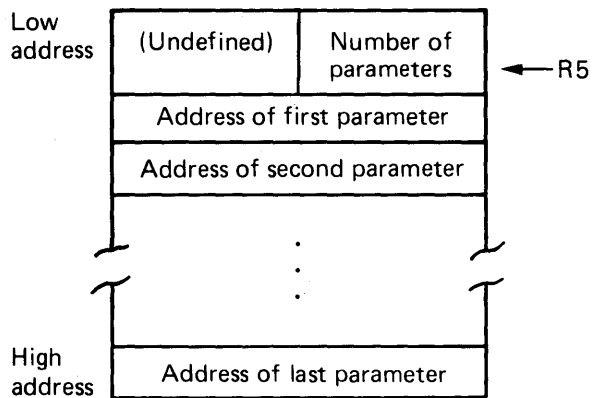 Low
address
(Undefined)
Number of
parameters
R5
Address of first parameter
Address of second parameter
High
address
Address of last parameter